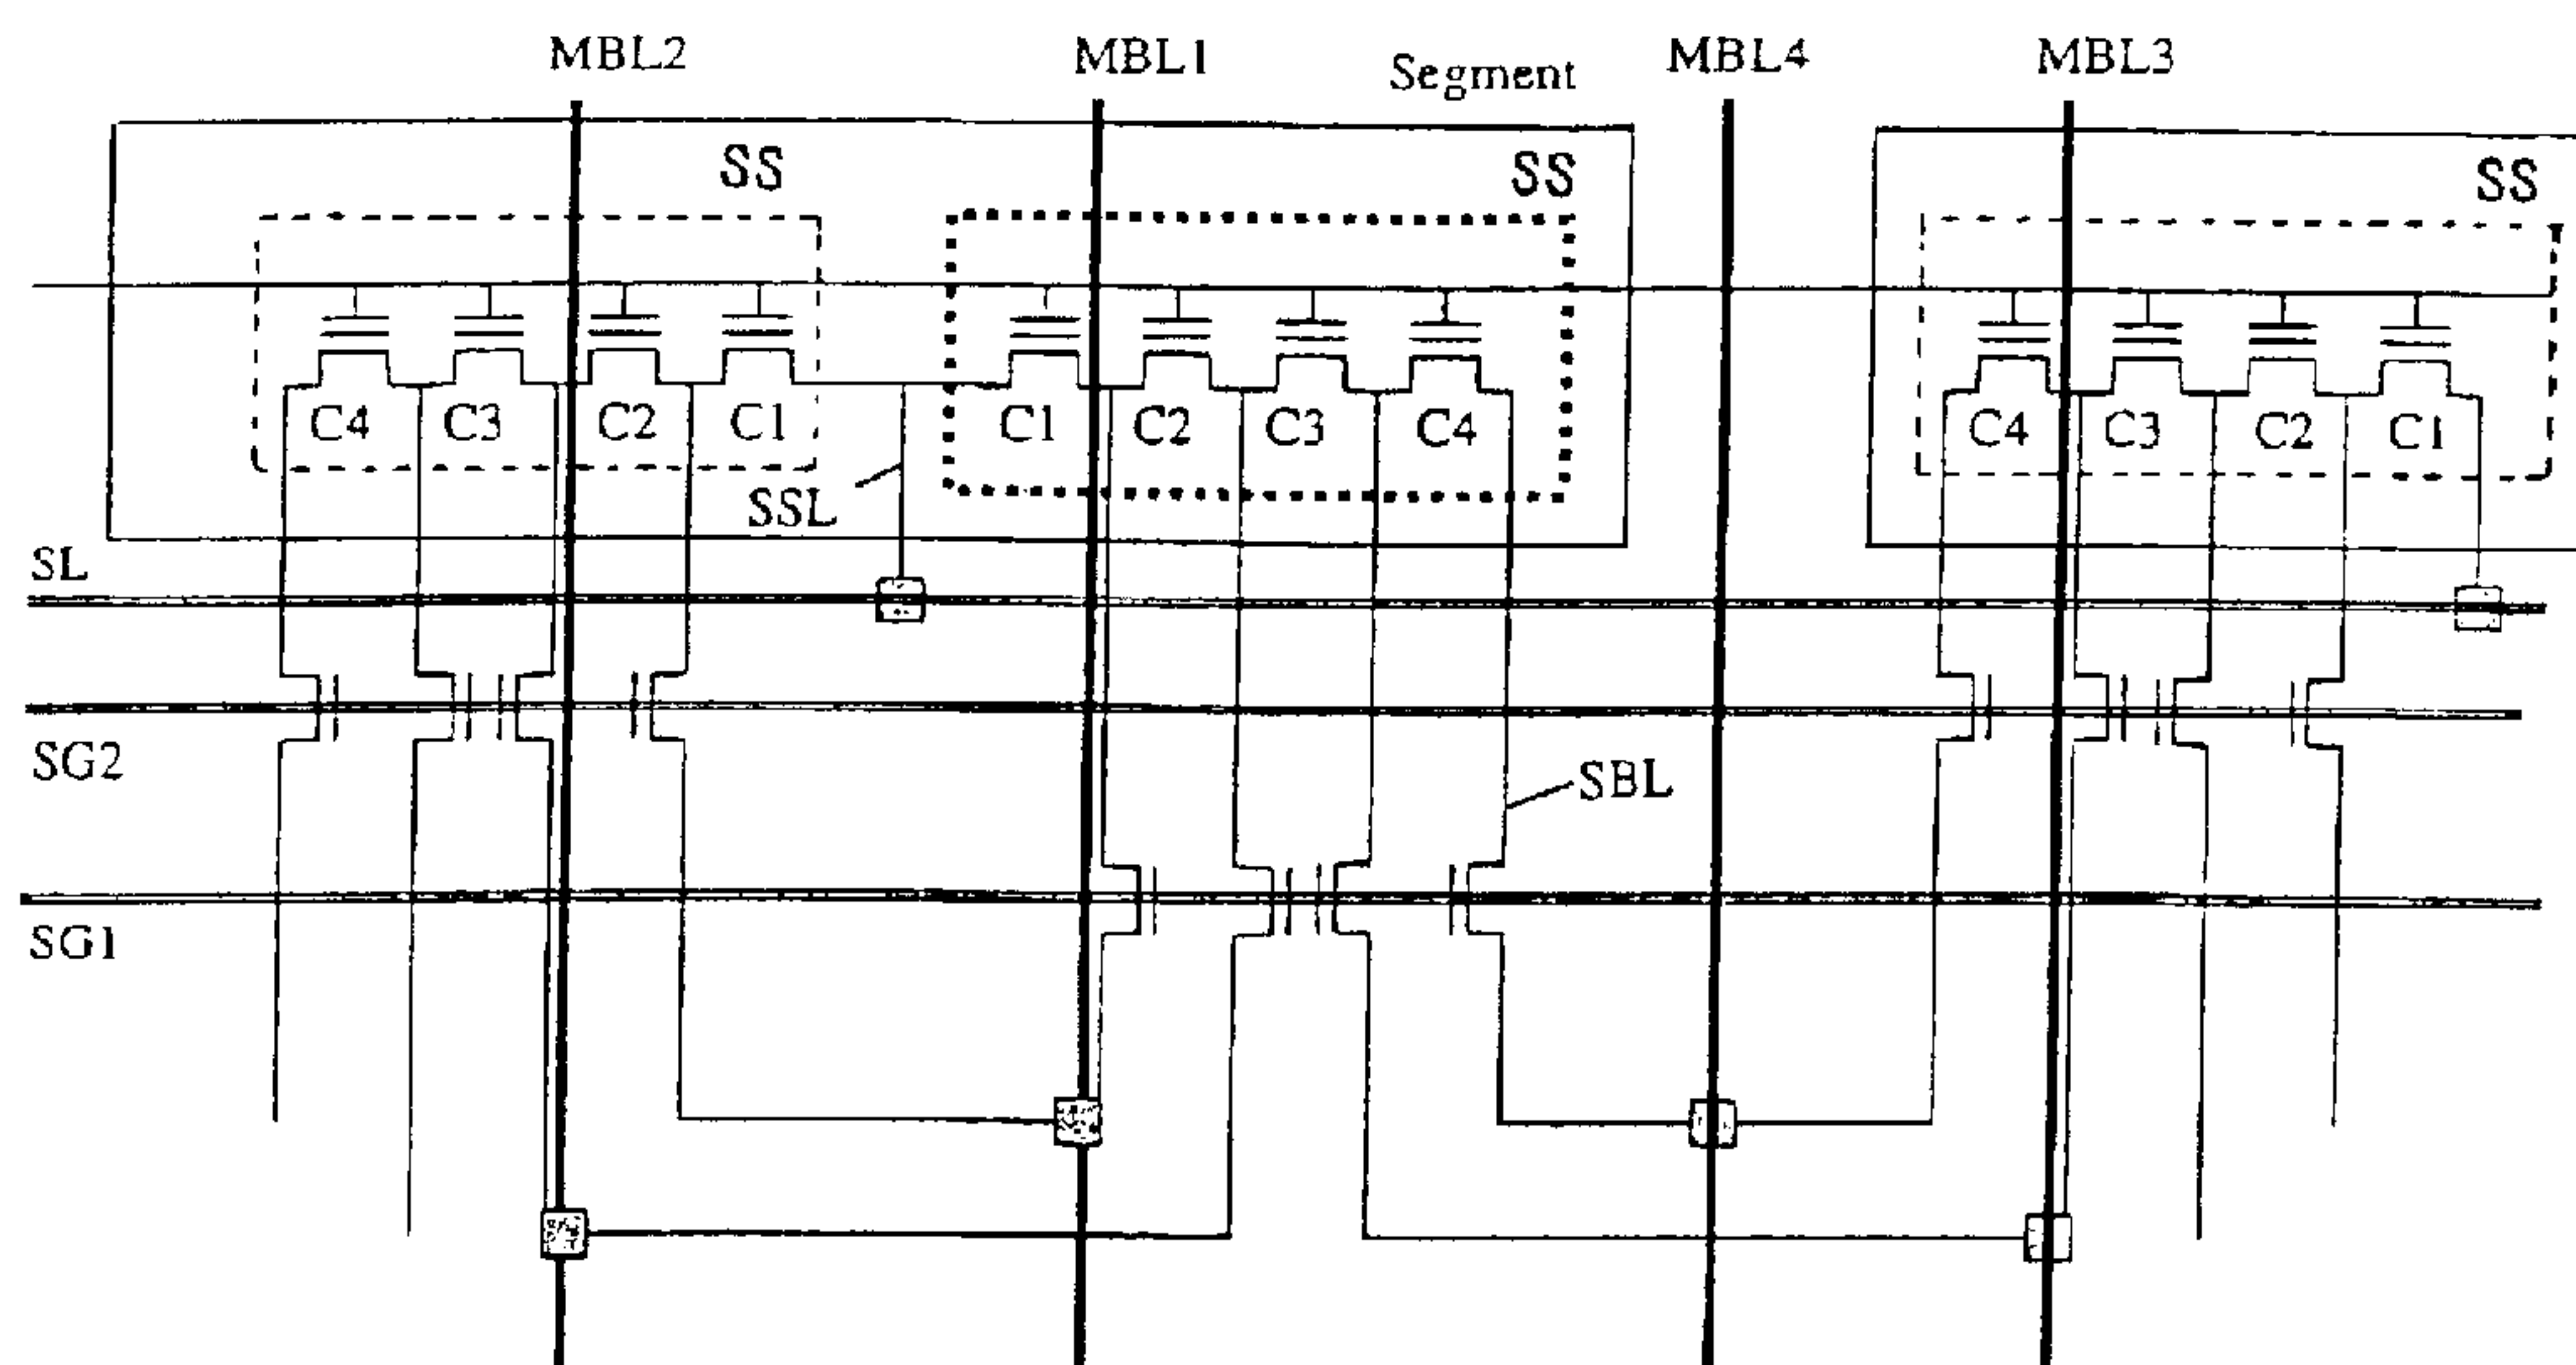 MBL2 MBL1 Segment MBL4 MBL3
SS SS SS
C4 C3 C2 C1 C1 C2 C3 C4 C4 C3 C2 C1
SSL
SL
SG2
SBL
SG1